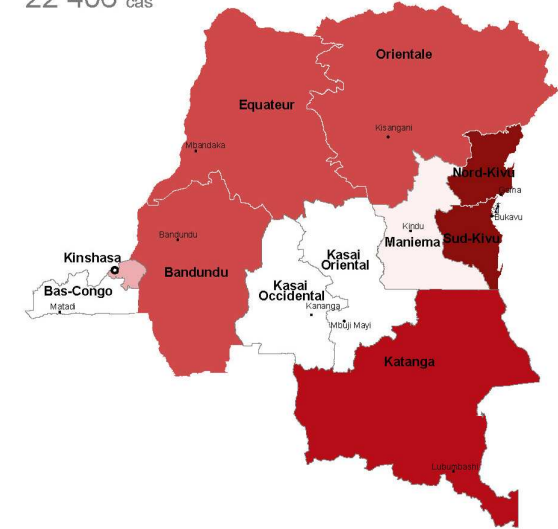 cas
Orientale
Equateur
Kisangani
Mbandaka
Nord-Kivu
Goma
Bukavu
Kindu
Maniema
Sud-Kivu
Bandundu
Kinshasa
Bandundu
Kasai
Oriental
Bas-Congo
Matadi
Kasai
Occidental
Kananga
Mbuji Mayi
Katanga
Lubumbashi